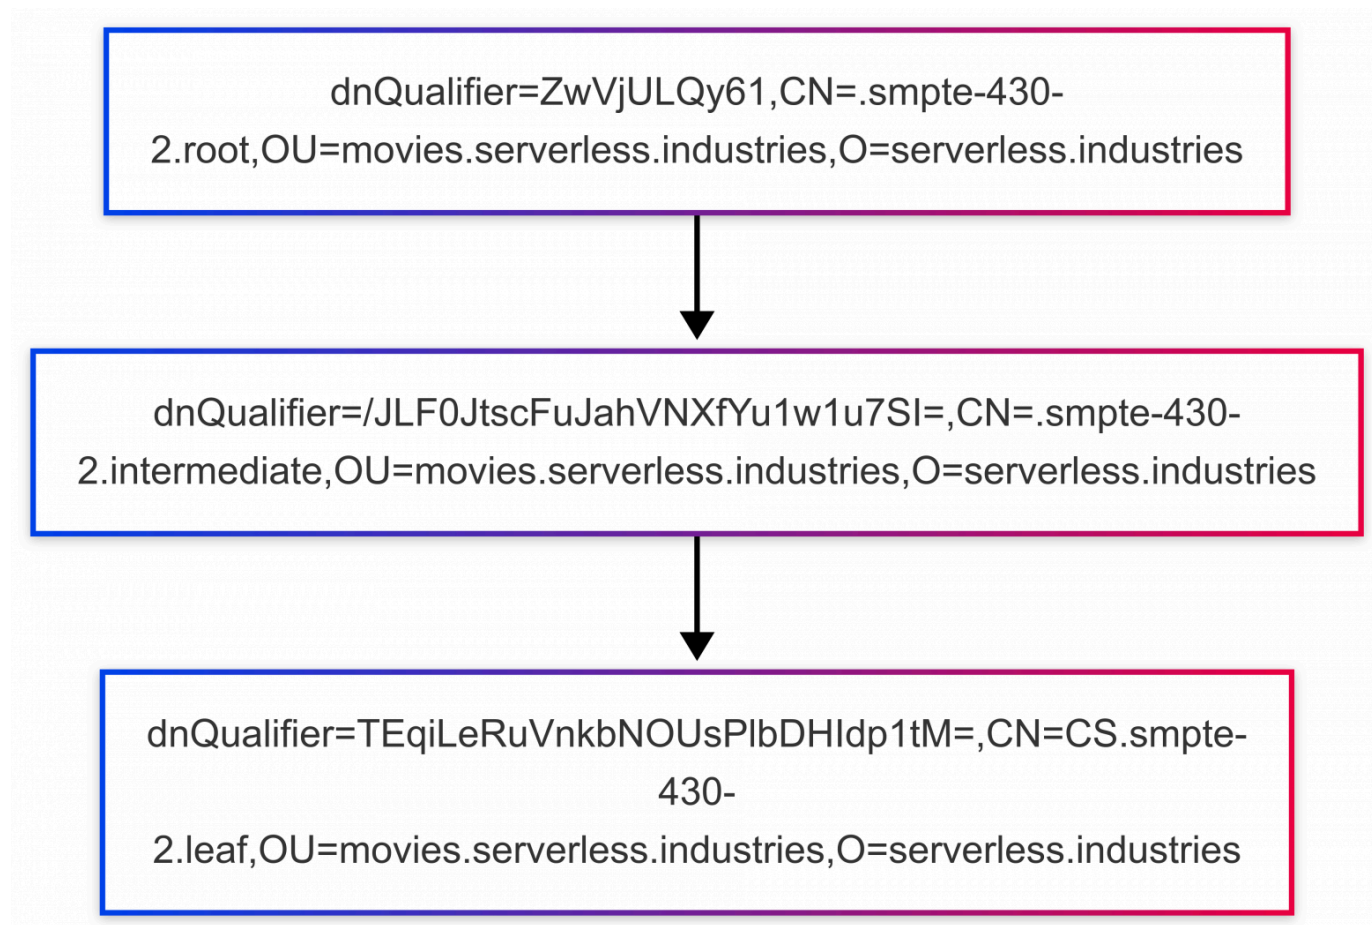 dnQualifier=ZwVjULQy61,CN=.smpte-430-
2.root,OU=movies.serverless.industries,O=serverless.industries
dnQualifier=/JLF0JtscFuJahVNXfYu1w1u7SI=,CN=.smpte-430-
2.intermediate,OU=movies.serverless.industries,O=serverless.industries
dnQualifier=TEqiLeRuVnkbNOUsPlbDHIdp1tM=,CN=CS.smpte-
430-
2.leaf,OU=movies.serverless.industries,O=serverless.industries